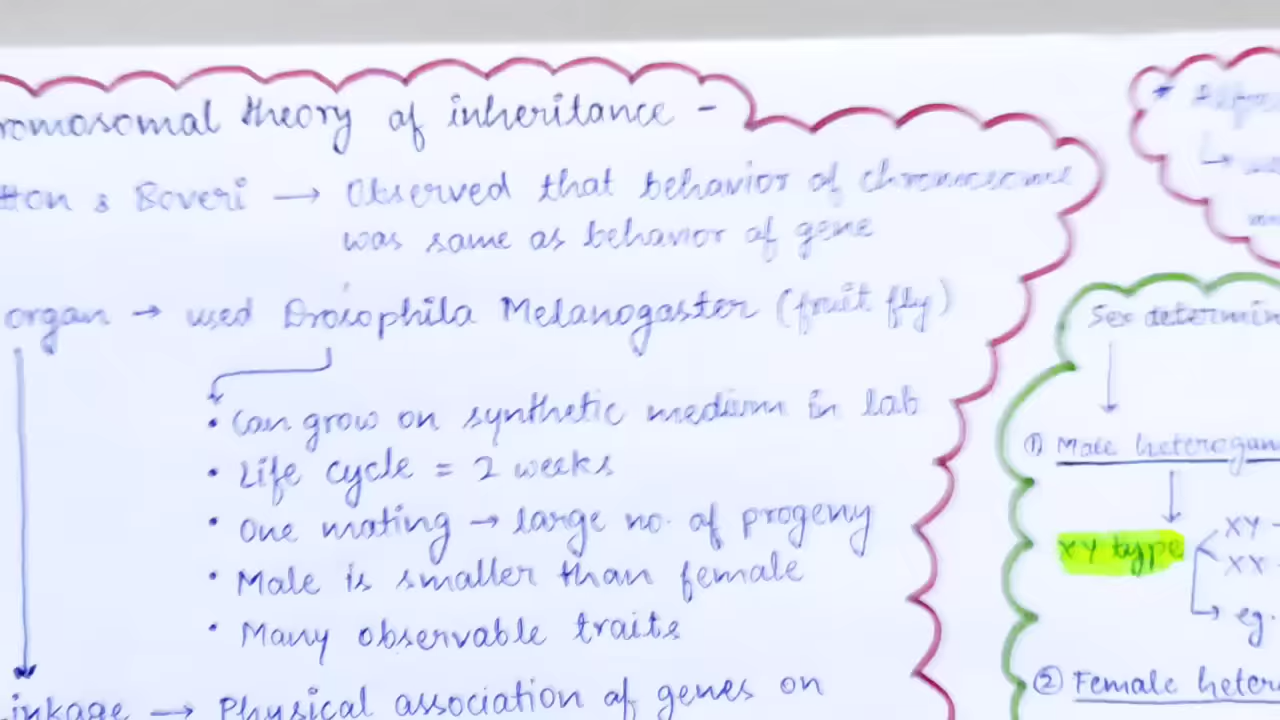 romosomal theory of inheritance -
tton & Boveri → Observed that behavior of chromosome
was same as behavior of gene
organ → used Drosophila Melanogaster (fruit fly)
• Can grow on synthetic medium in lab
• Life cycle = 2 weeks
• One mating → large no. of progeny
• Male is smaller than female
• Many observable traits
inkage → Physical association of genes on
Sex determin
① Male heterogam
XY type
XY -
XX -
eg.
② Female heter